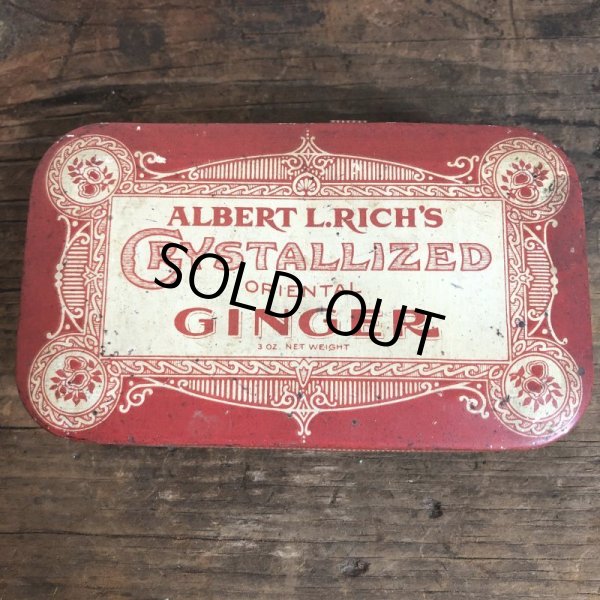 ALBERT L. RICH'S
CRYSTALLIZED
ORIENTAL
GINGER
3 OZ. NET WEIGHT
SOLD OUT